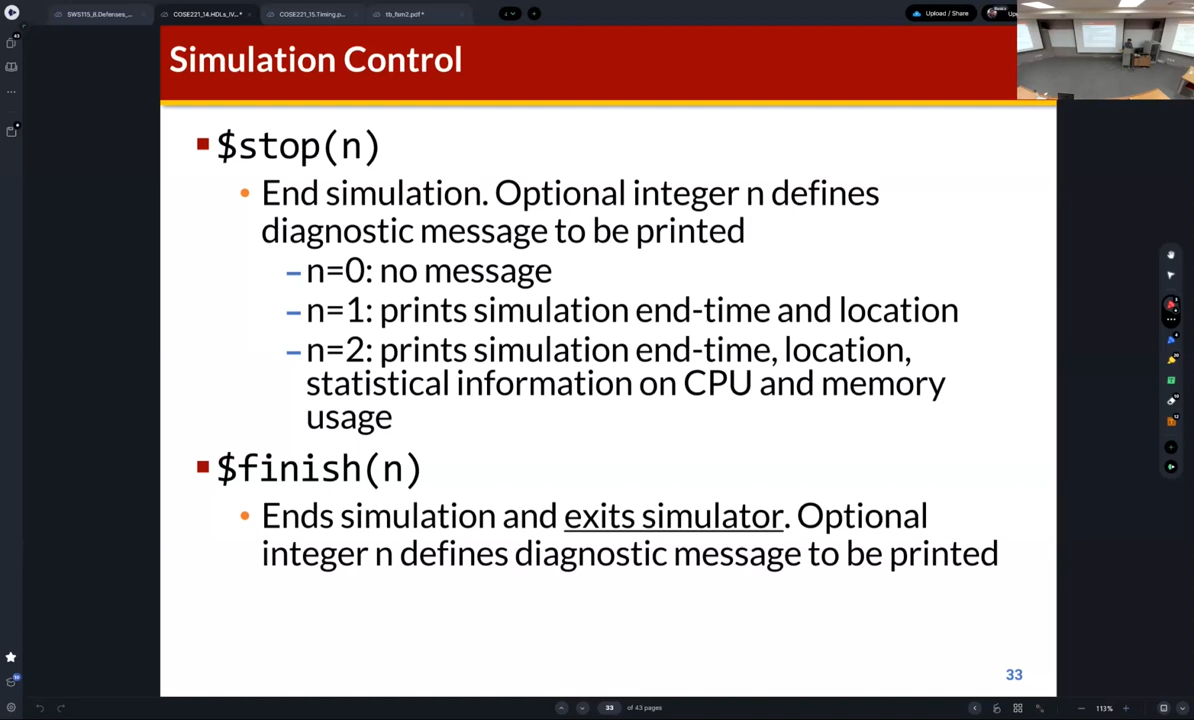 SWS115_8.Defenses_...
COSE221_14.HDLs_IV...*
COSE221_15.Timing.p...
tb_fsm2.pdf*
Upload / Share
Simulation Control
$stop(n)
End simulation. Optional integer n defines
diagnostic message to be printed
n=0: no message
n=1: prints simulation end-time and location
n=2: prints simulation end-time, location,
statistical information on CPU and memory
usage
$finish(n)
Ends simulation and exits simulator. Optional
integer n defines diagnostic message to be printed
33
33 of 43 pages
113%